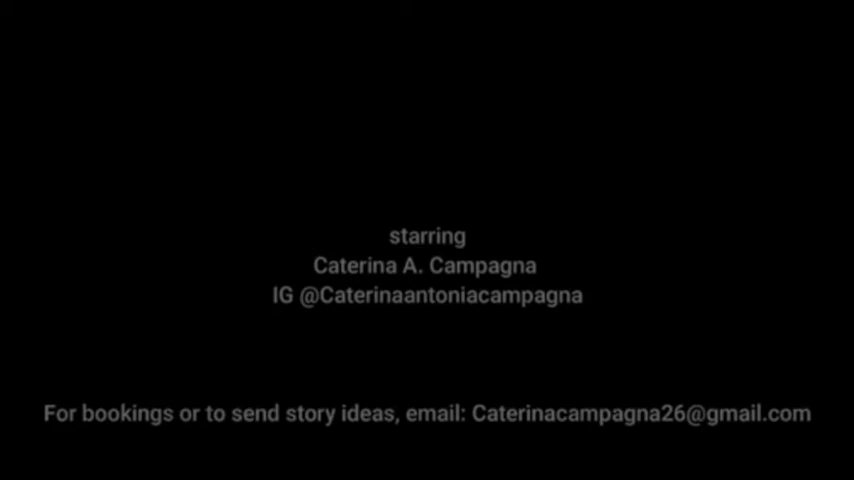 starring
Caterina A. Campagna
IG @Caterinaantoniacampagna
For bookings or to send story ideas, email: Caterinacampagna26@gmail.com